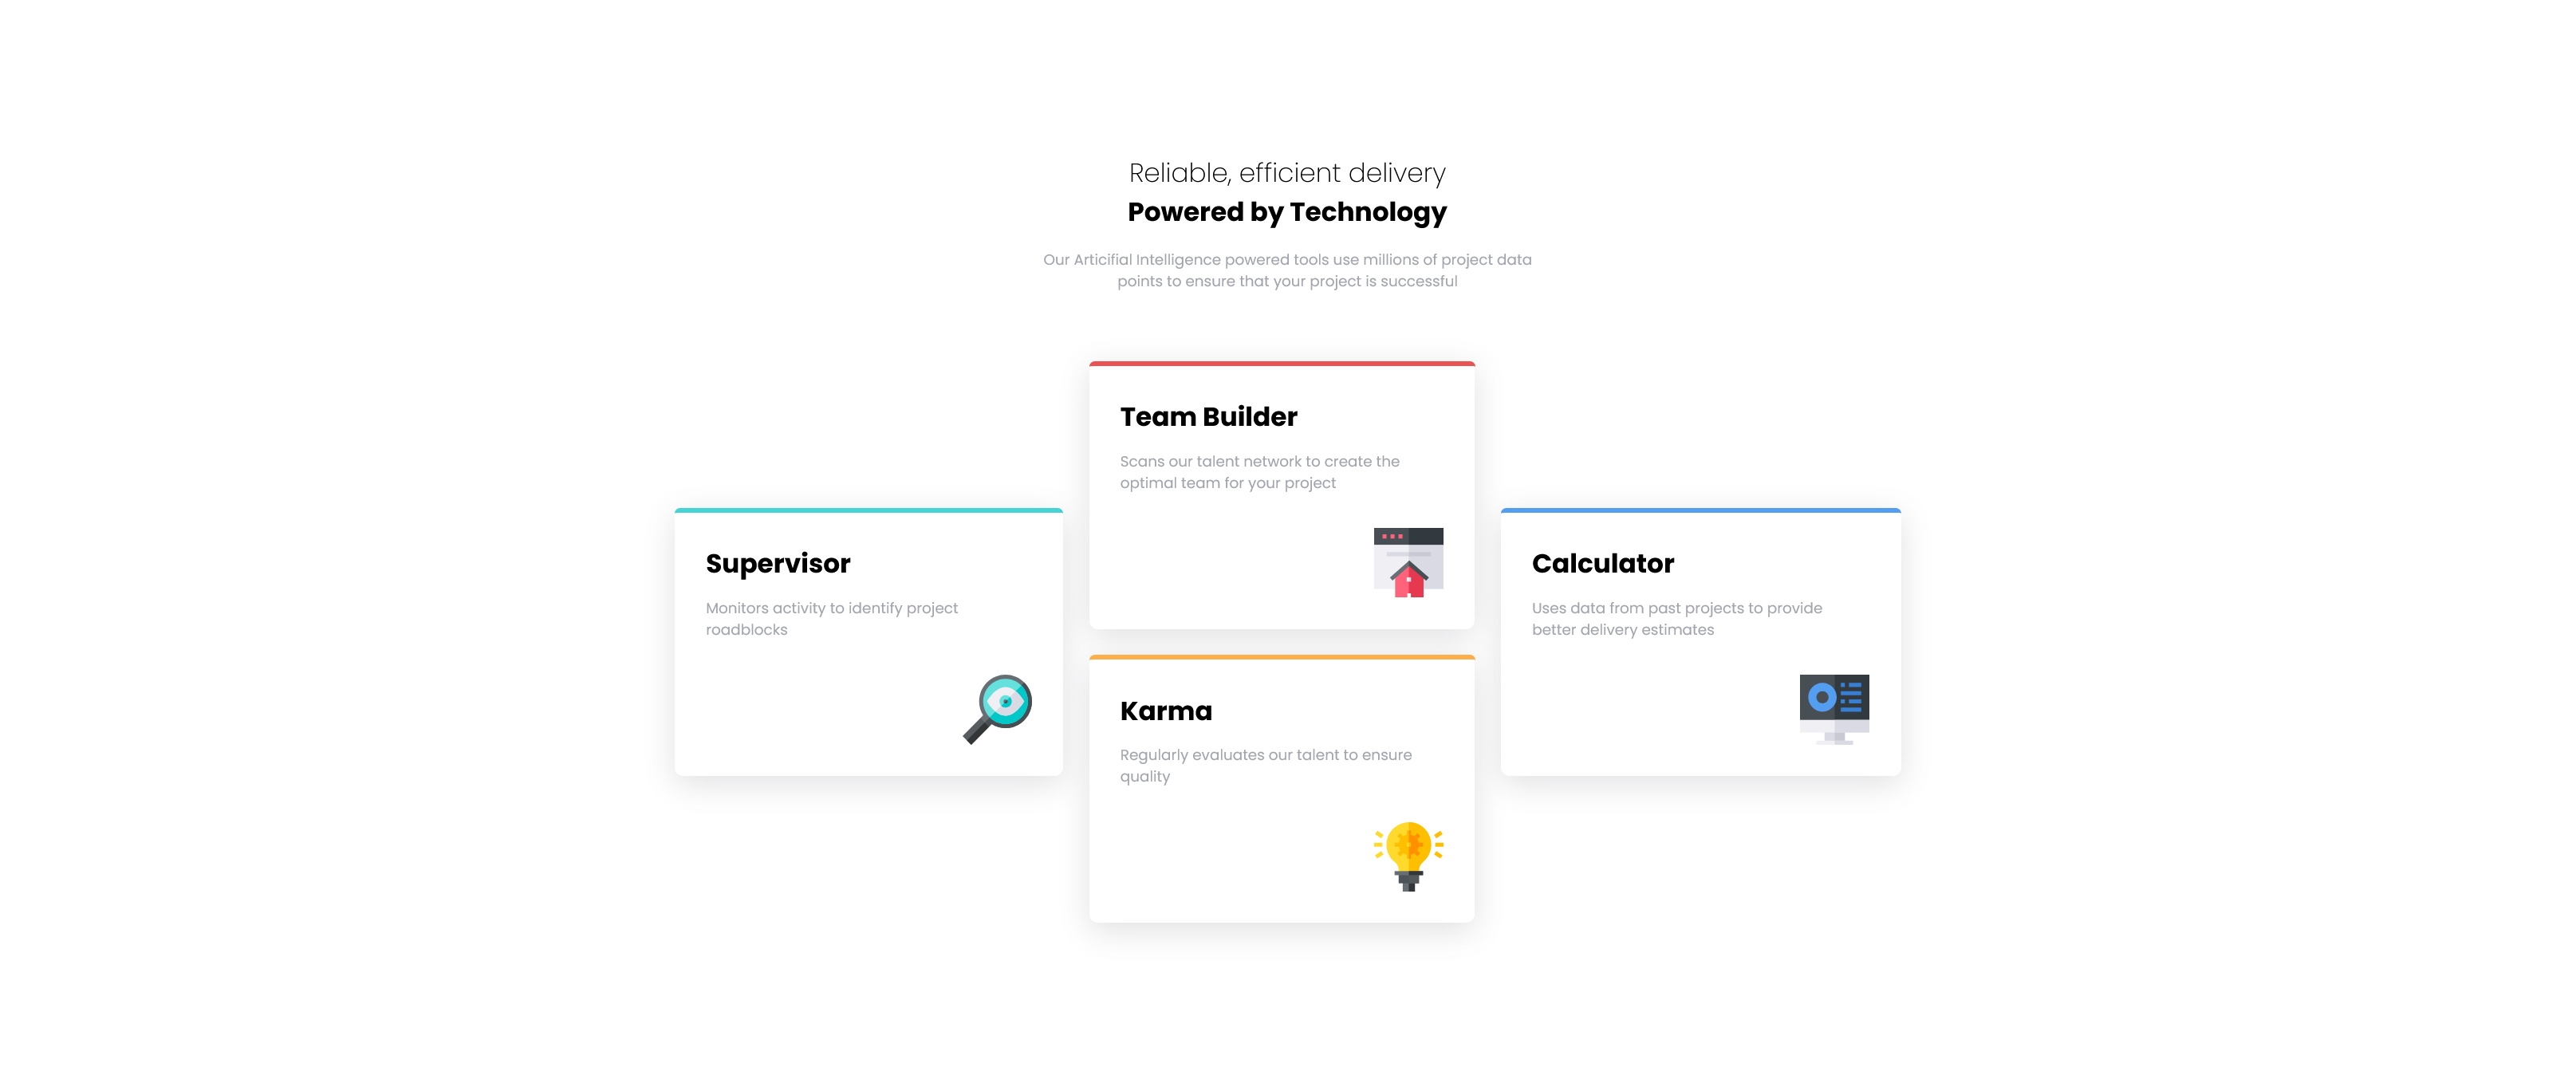 Reliable, efficient delivery
Powered by Technology
Our Articifial Intelligence powered tools use millions of project data
points to ensure that your project is successful
Supervisor
Monitors activity to identify project
roadblocks
Team Builder
Scans our talent network to create the
optimal team for your project
Karma
Regularly evaluates our talent to ensure
quality
Calculator
Uses data from past projects to provide
better delivery estimates